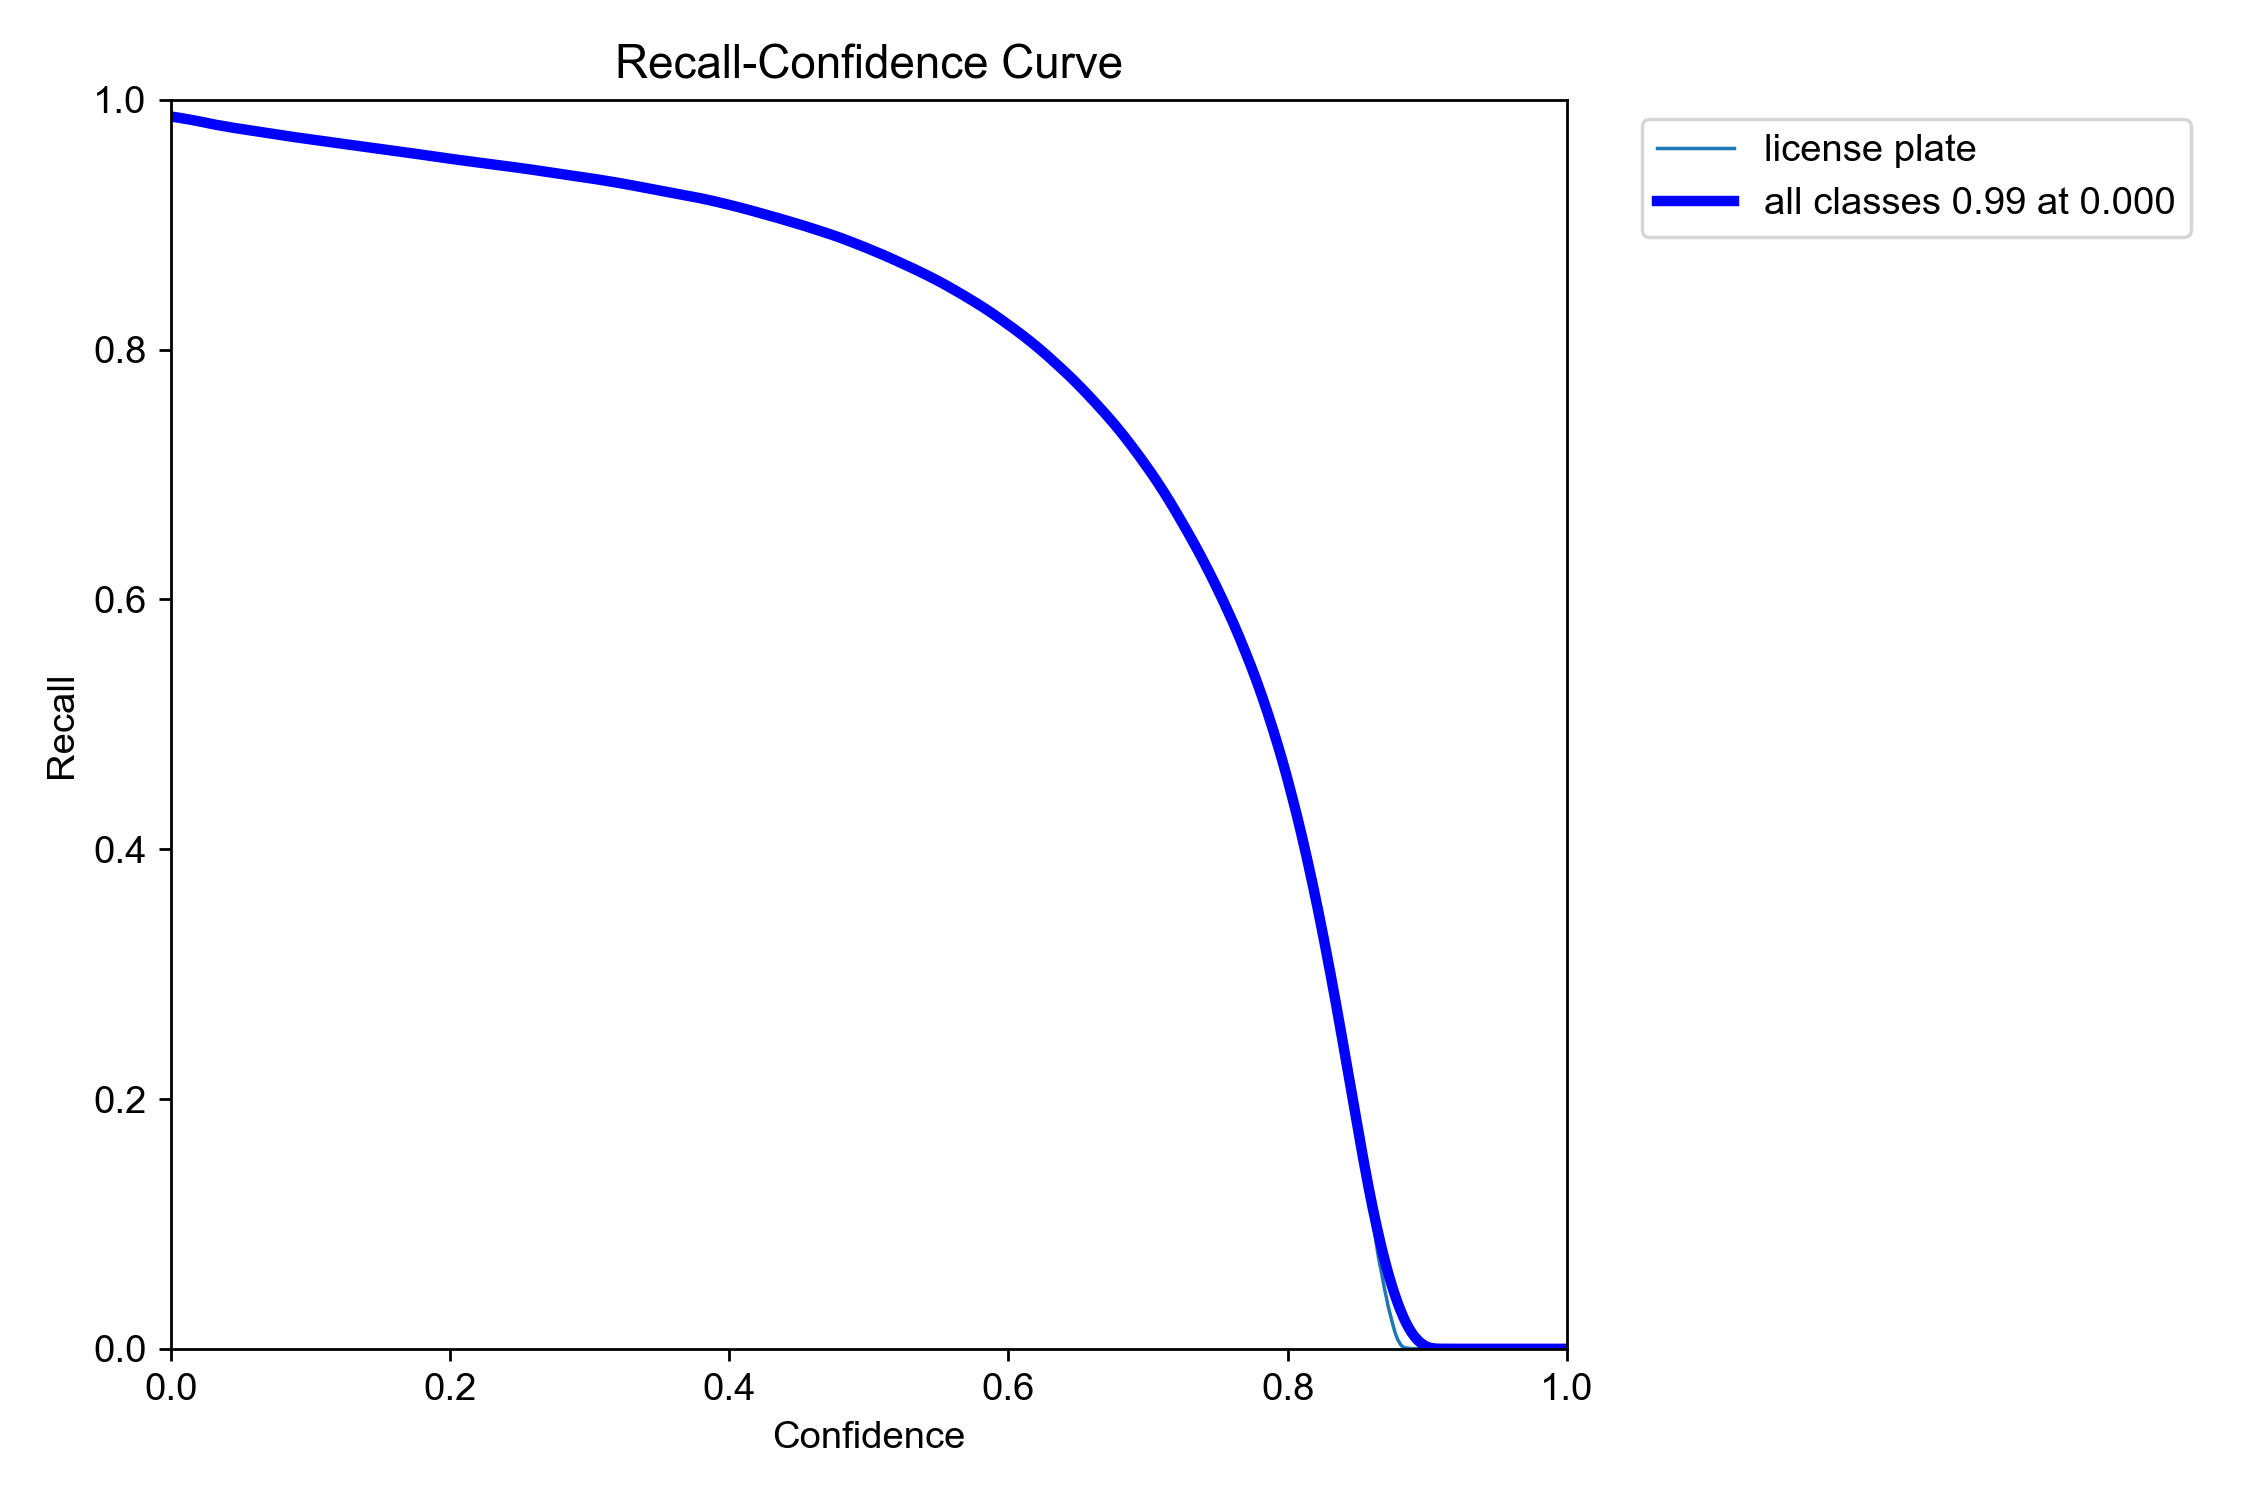 Recall-Confidence Curve
1.0
0.8
0.6
0.4
0.2
0.0
Recall
0.0 0.2 0.4 0.6 0.8 1.0
Confidence
license plate
all classes 0.99 at 0.000